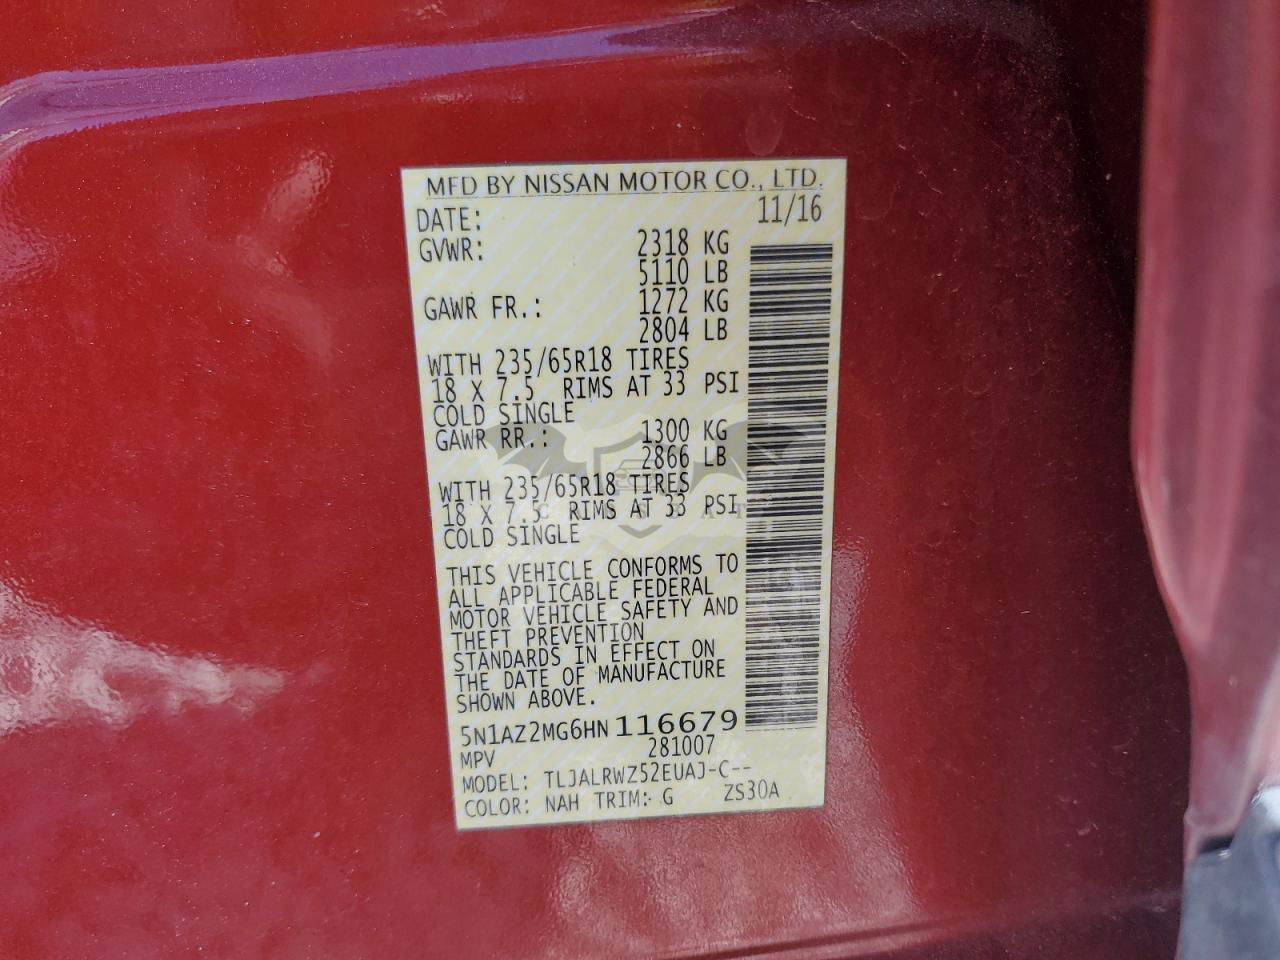 MFD BY NISSAN MOTOR CO., LTD.
DATE: 11/16
GVWR: 2318 KG
5110 LB
GAWR FR.: 1272 KG
2804 LB
WITH 235/65R18 TIRES
18 X 7.5 RIMS AT 33 PSI
COLD SINGLE
GAWR RR.: 1300 KG
2866 LB
WITH 235/65R18 TIRES
18 X 7.5 RIMS AT 33 PSI
COLD SINGLE
THIS VEHICLE CONFORMS TO
ALL APPLICABLE FEDERAL
MOTOR VEHICLE SAFETY AND
THEFT PREVENTION
STANDARDS IN EFFECT ON
THE DATE OF MANUFACTURE
SHOWN ABOVE.
5N1AZ2MG6HN116679
MPV 281007
MODEL: TLJALRWZ52EUAJ-C--
COLOR: NAH TRIM: G ZS30A